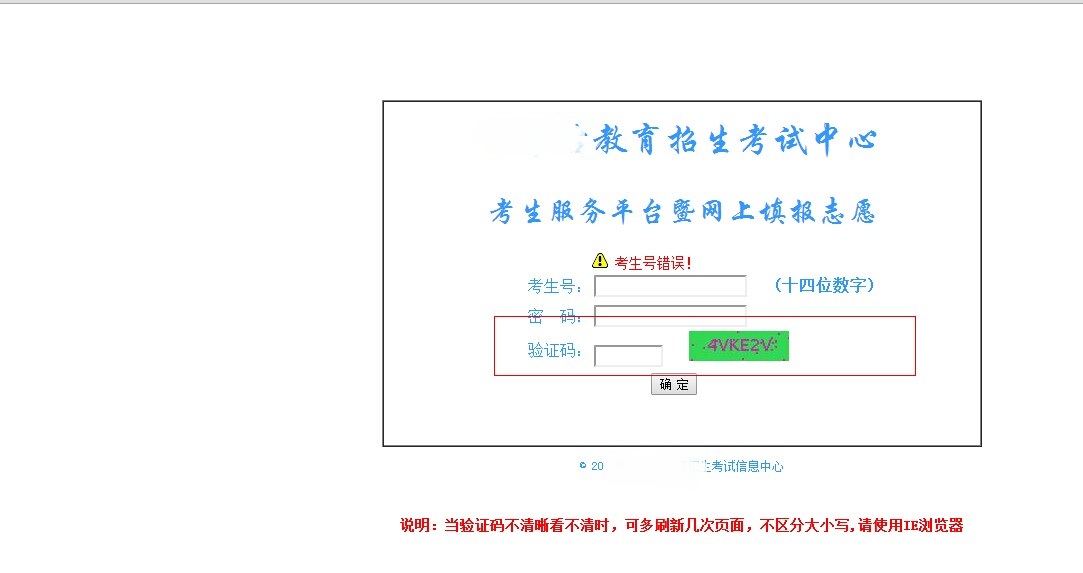 教育招生考试中心
考生服务平台暨网上填报志愿
考生号错误!
考生号： （十四位数字）
密 码：
验证码： 4VKE2V
确 定
© 20 生考试信息中心
说明：当验证码不清晰看不清时，可多刷新几次页面，不区分大小写,请使用IE浏览器